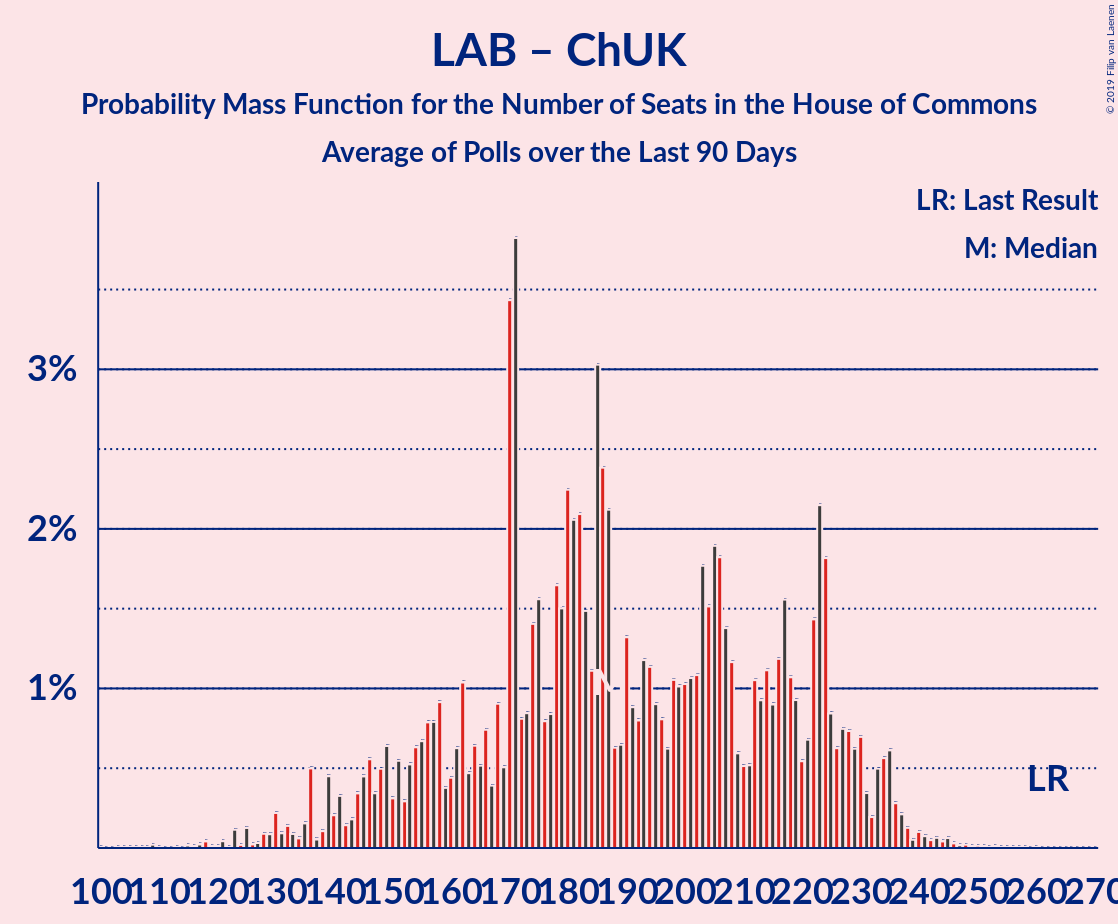 © 2019 Filip van Laenen
LAB – ChUK
Probability Mass Function for the Number of Seats in the House of Commons
Average of Polls over the Last 90 Days
LR: Last Result
M: Median
3%
2%
1%
LR
100 110 120 130 140 150 160 170 180 190 200 210 220 230 240 250 260 270